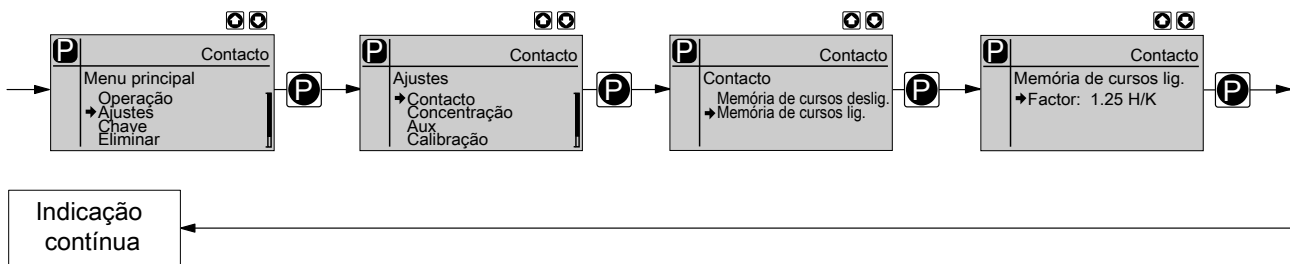 P Contacto
Menu principal
Operação
Ajustes
Chave
Eliminar
P
P Contacto
Ajustes
Contacto
Concentração
Aux
Calibração
P
P Contacto
Contacto
Memória de cursos deslig.
Memória de cursos lig.
P
P Contacto
Memória de cursos lig.
Factor: 1.25 H/K
P
Indicação
contínua